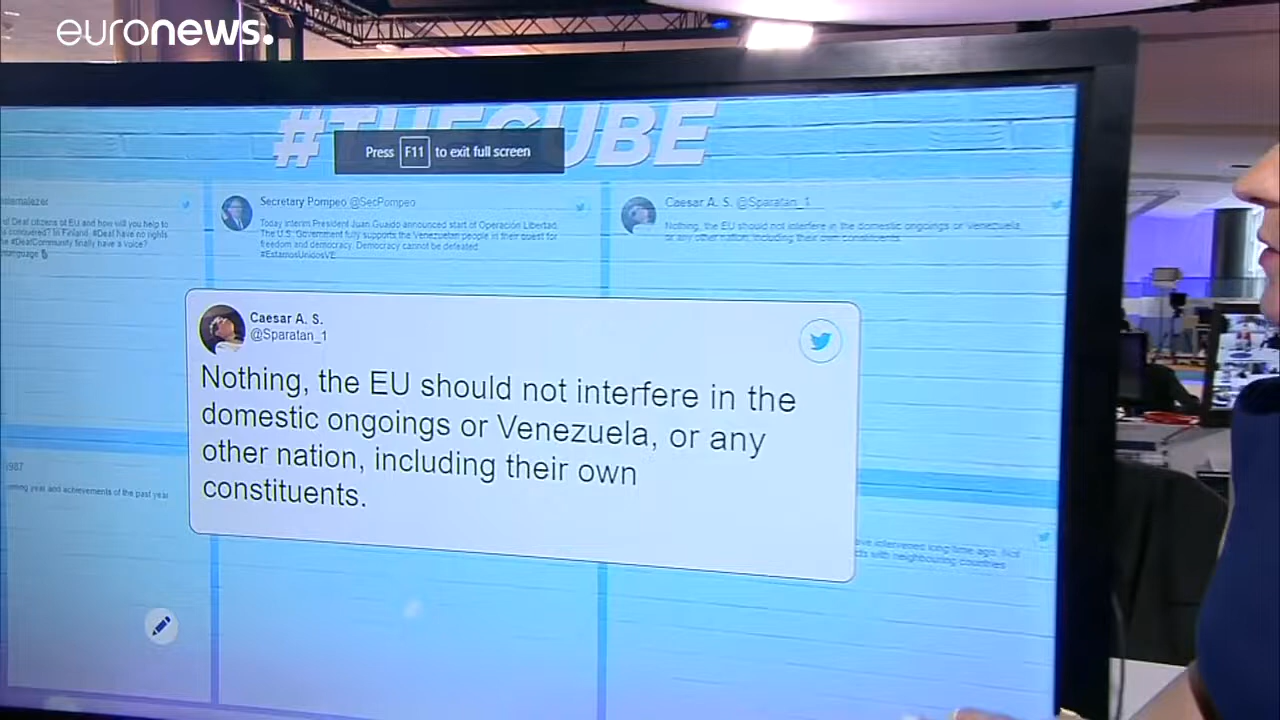 euronews.
#THECUBE
Press F11 to exit full screen
Secretary Pompeo @SecPompeo
Today interim President Juan Guaido announced start of Operación Libertad.
The U.S. Government fully supports the Venezuelan people in their quest for
freedom and democracy. Democracy cannot be defeated.
#EstamosUnidosVE
Caesar A. S. @Sparatan_1
Nothing, the EU should not interfere in the domestic ongoings or Venezuela,
or any other nation, including their own constituents.
Deaf citizens of EU and how will you help to
conquered? In Finland, #Deaf have no rights
#DeafCommunity finally have a voice?
Caesar A. S.
@Sparatan_1
Nothing, the EU should not interfere in the
domestic ongoings or Venezuela, or any
other nation, including their own
constituents.
year and achievements of the past year
intervened long time ago. Not
with neighbouring countries